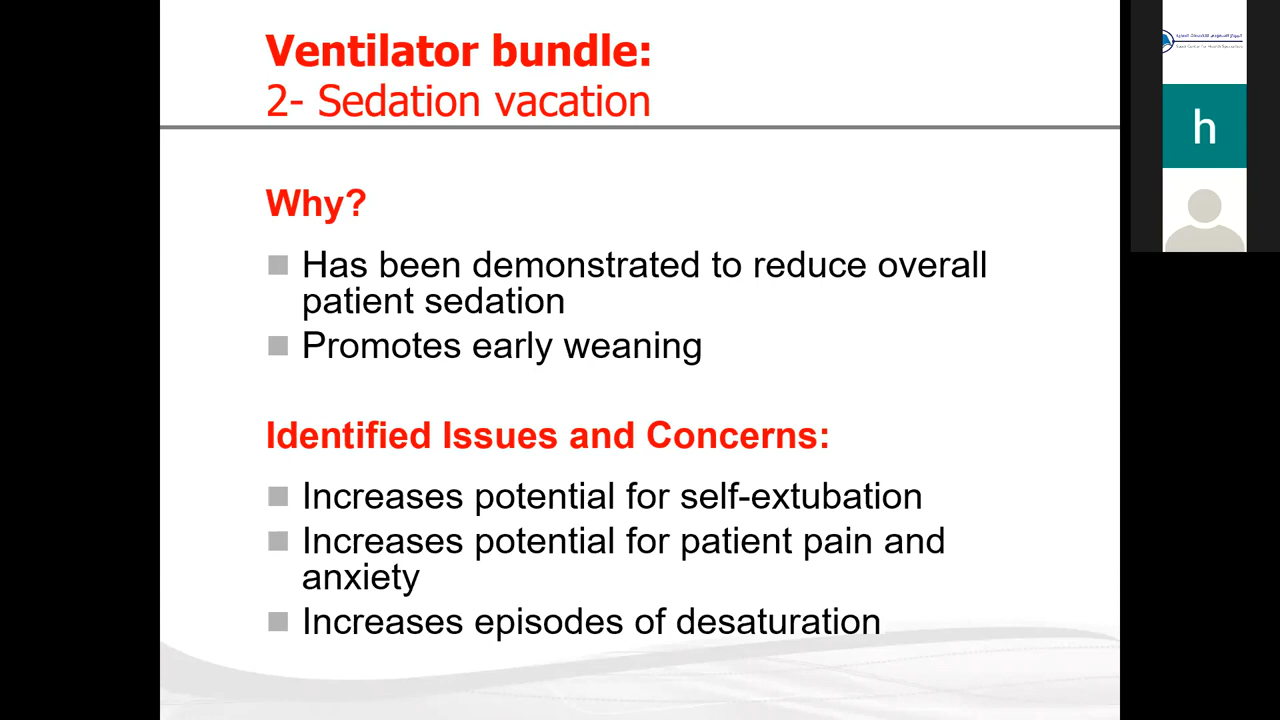 Ventilator bundle:
2- Sedation vacation
Why?
Has been demonstrated to reduce overall
patient sedation
Promotes early weaning
Identified Issues and Concerns:
Increases potential for self-extubation
Increases potential for patient pain and
anxiety
Increases episodes of desaturation
h